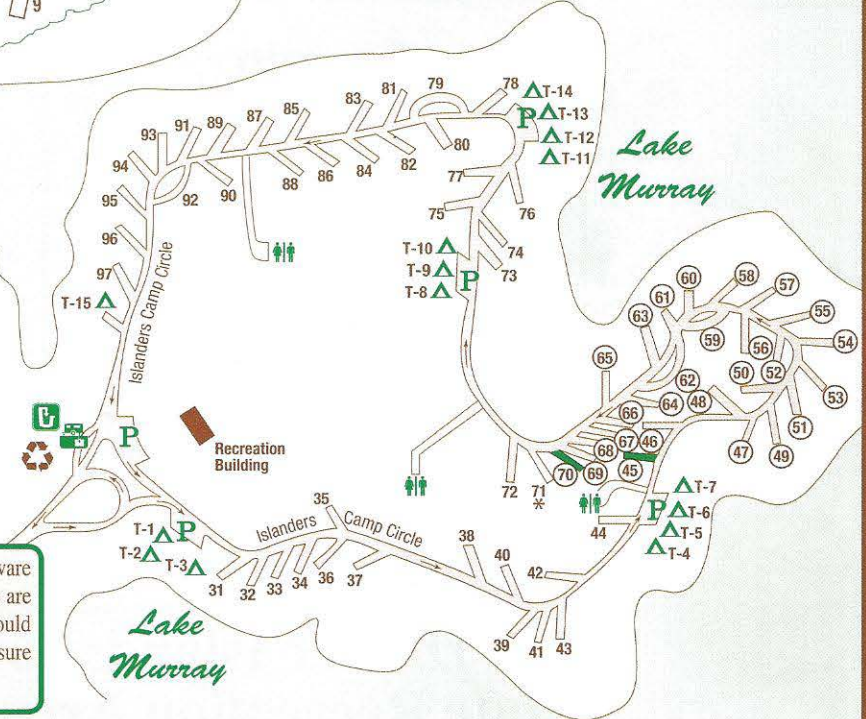 9
78
T-14
79
81
P
T-13
83
85
T-12
87
T-11
89
91
93
80
82
84
86
88
90
92
94
95
96
97
T-15
77
76
75
74
73
T-10
T-9
T-8
P
Lake
Murray
Islanders Camp Circle
P
Recreation
Building
60
58
57
61
55
63
59
56
54
65
62
50
52
53
64
48
51
66
67
46
47
49
68
45
70
69
72
71
*
T-7
P
T-6
T-5
T-4
44
35
Islanders Camp Circle
38
40
42
T-1
P
T-2
T-3
31
32
33
34
36
37
39
41
43
Lake
Murray
ware
are
ould
sure